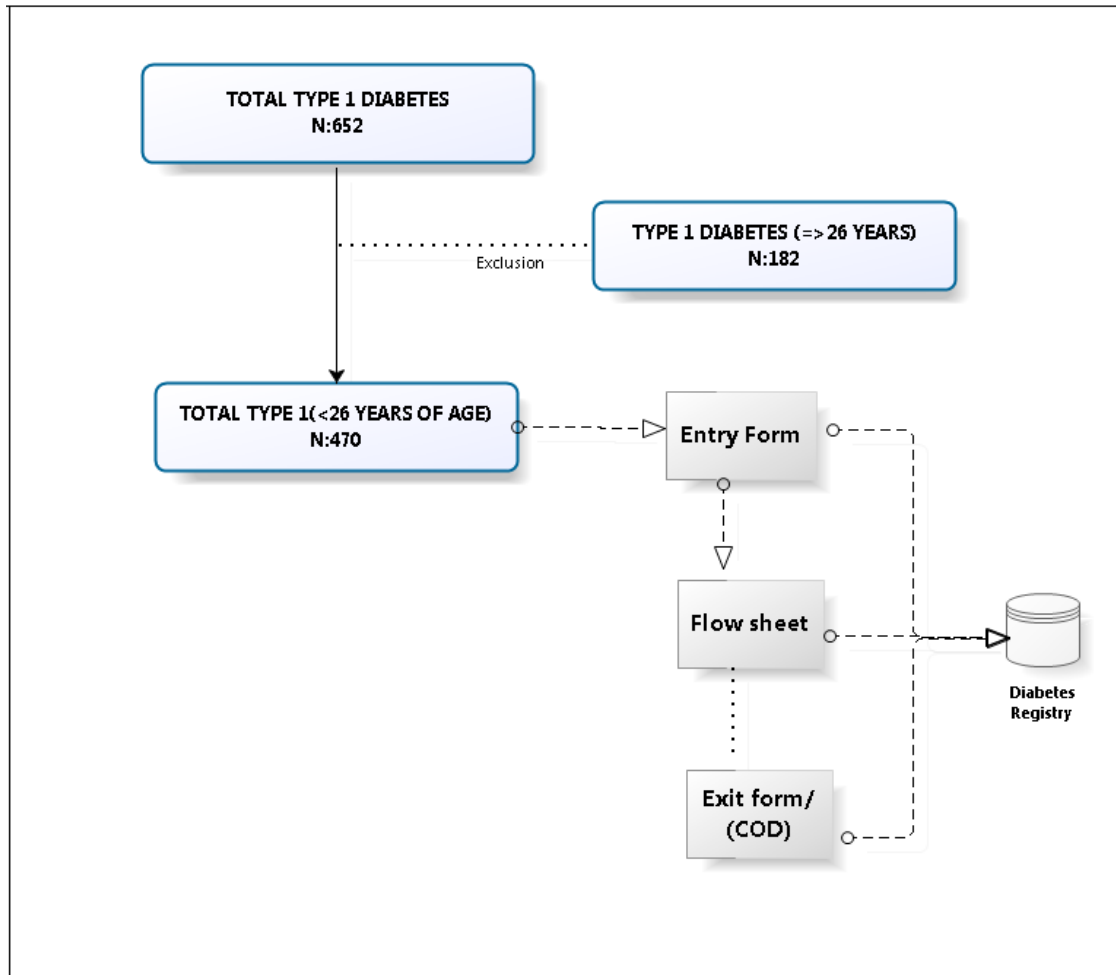 TOTAL TYPE 1 DIABETES
N:652
TYPE 1 DIABETES (=> 26 YEARS)
N:182
Exclusion
TOTAL TYPE 1(<26 YEARS OF AGE)
N:470
Entry Form
Flow sheet
Diabetes
Registry
Exit form/
(COD)